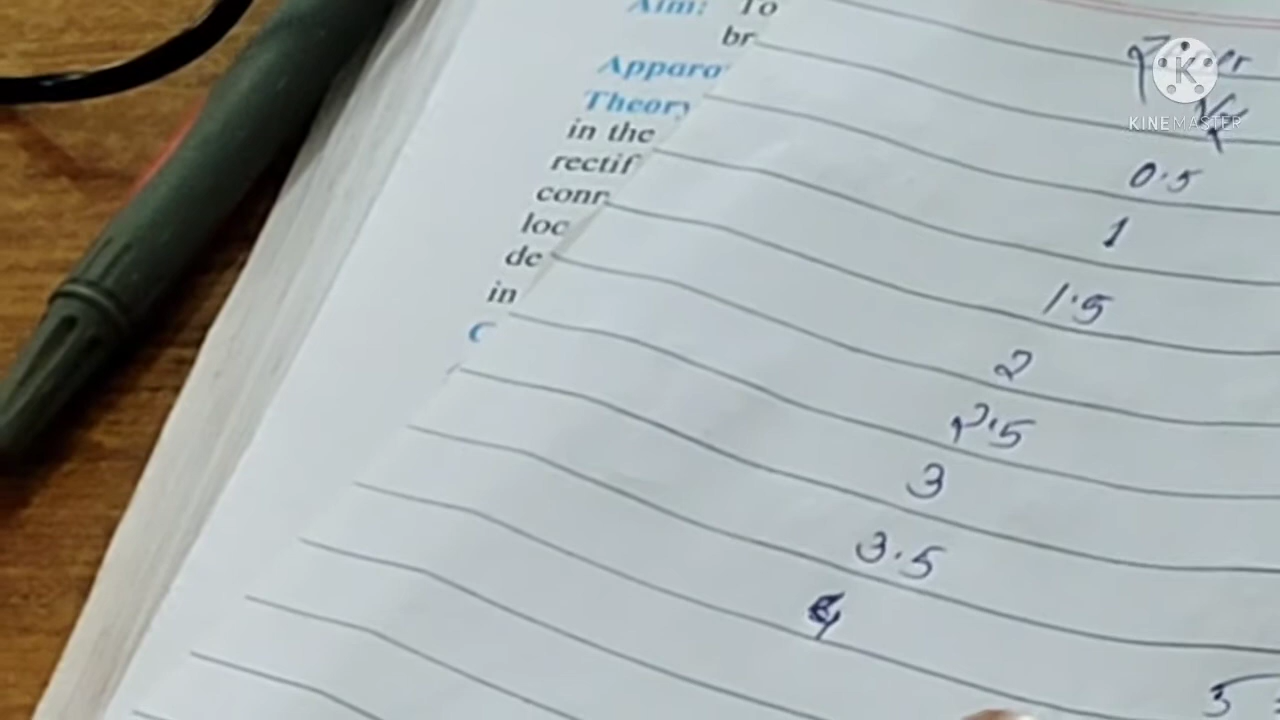 Aim: To
br
Appara
Theory
in the
rectif
conn
loc
de
in
C
KINEMASTER
0.5
1
1.5
2
2.5
3
3.5
4